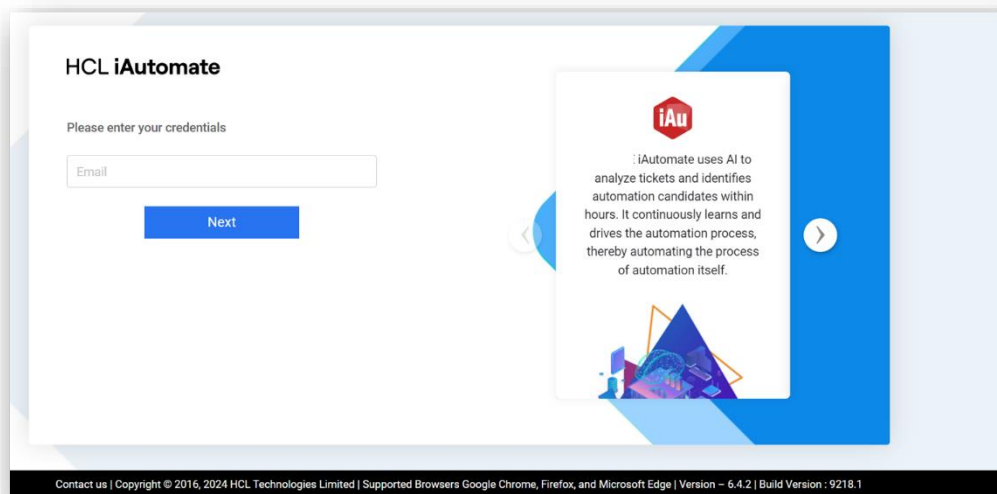 HCL iAutomate
Please enter your credentials
Email
Next
iAu
: iAutomate uses AI to
analyze tickets and identifies
automation candidates within
hours. It continuously learns and
drives the automation process,
thereby automating the process
of automation itself.
Contact us | Copyright © 2016, 2024 HCL Technologies Limited | Supported Browsers Google Chrome, Firefox, and Microsoft Edge | Version – 6.4.2 | Build Version : 9218.1